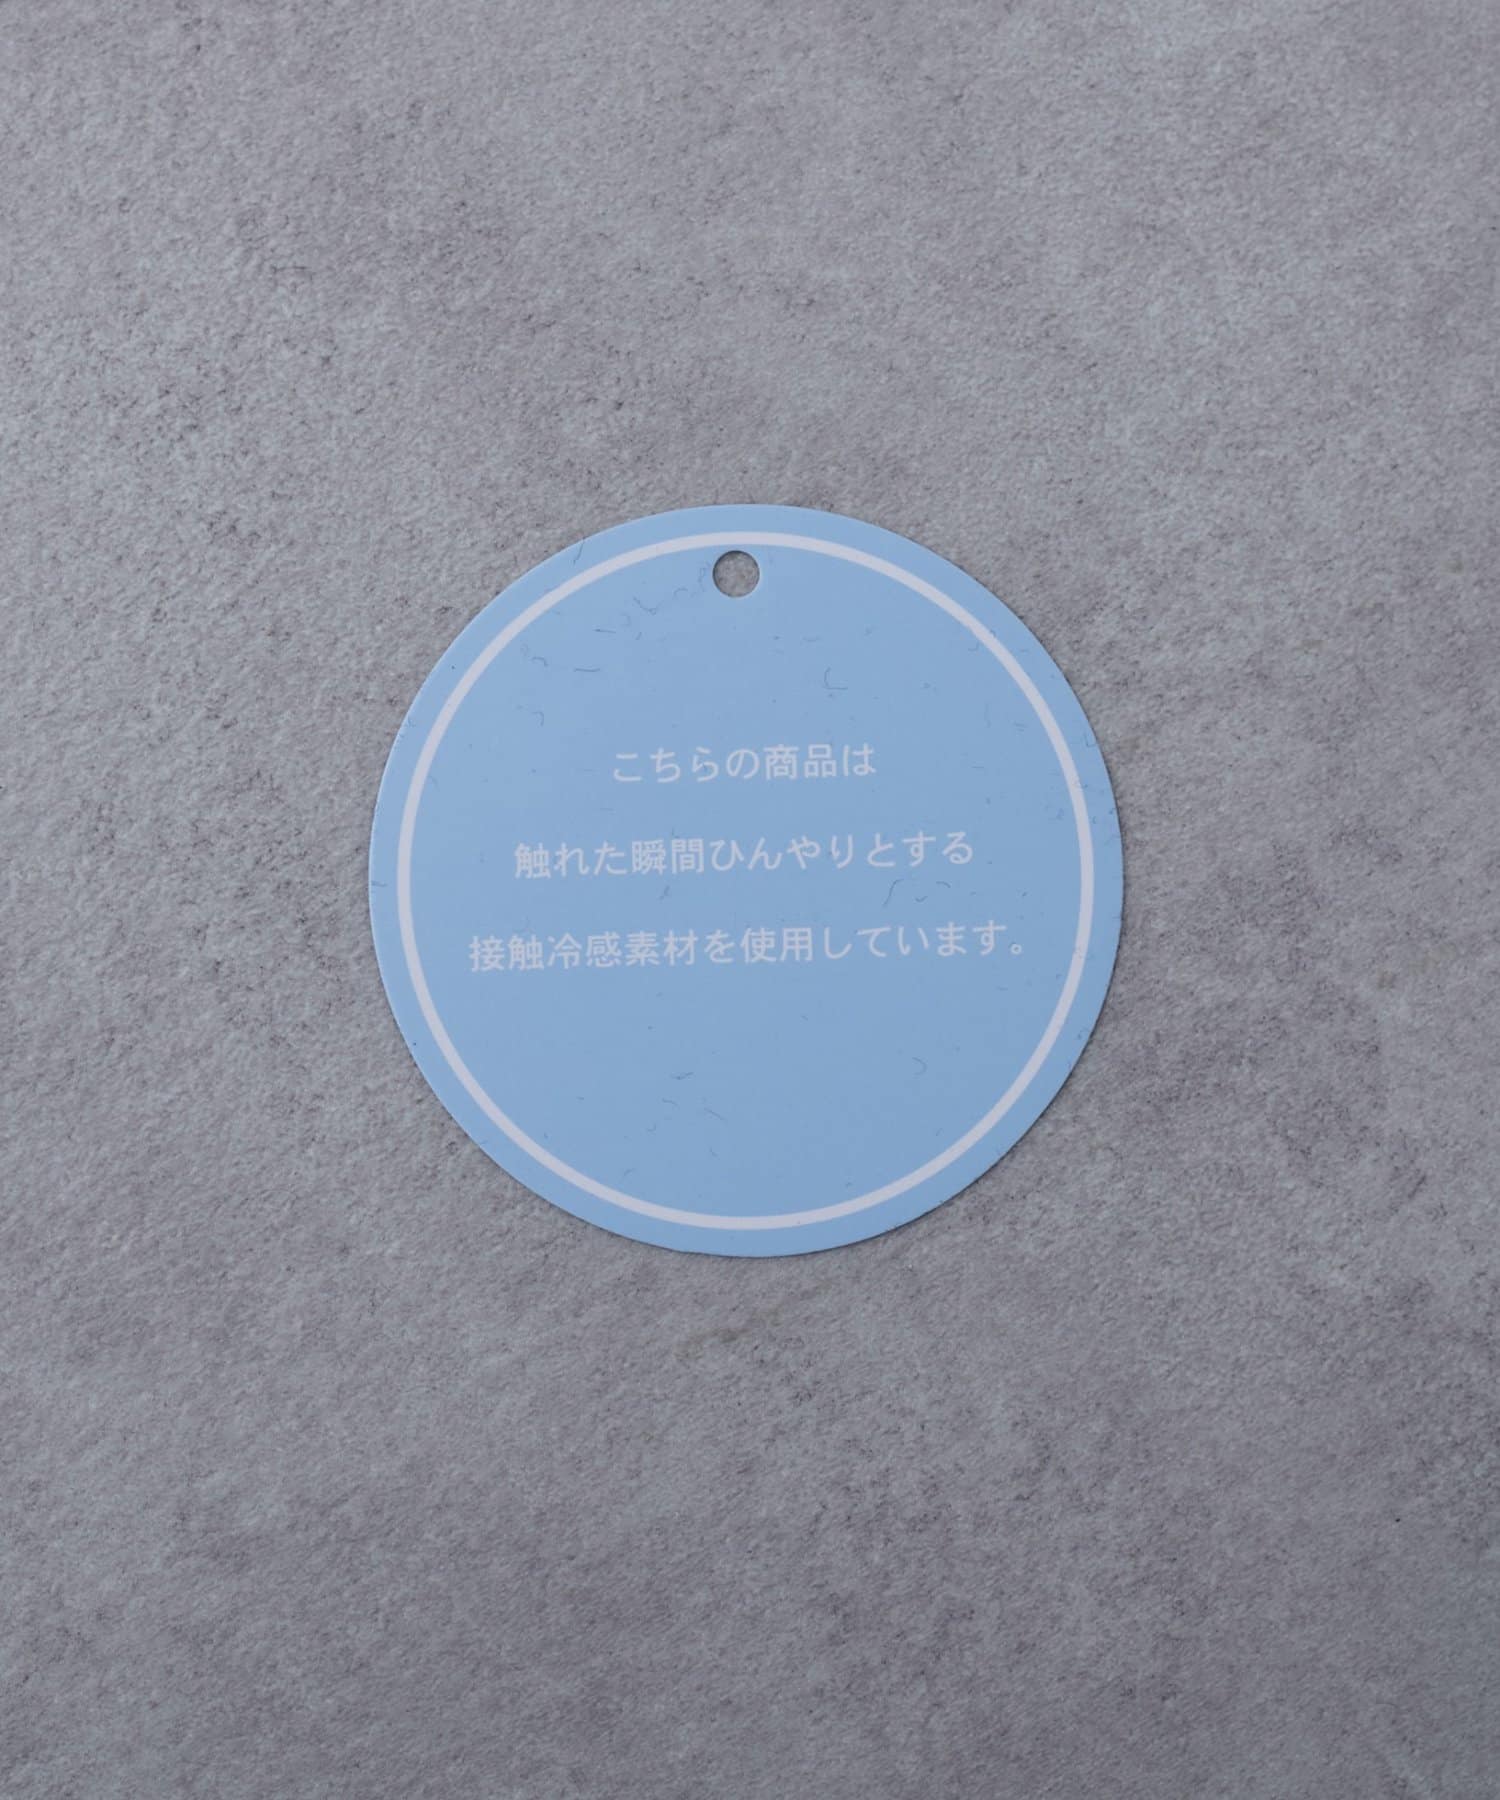 こちらの商品は
触れた瞬間ひんやりとする
接触冷感素材を使用しています。